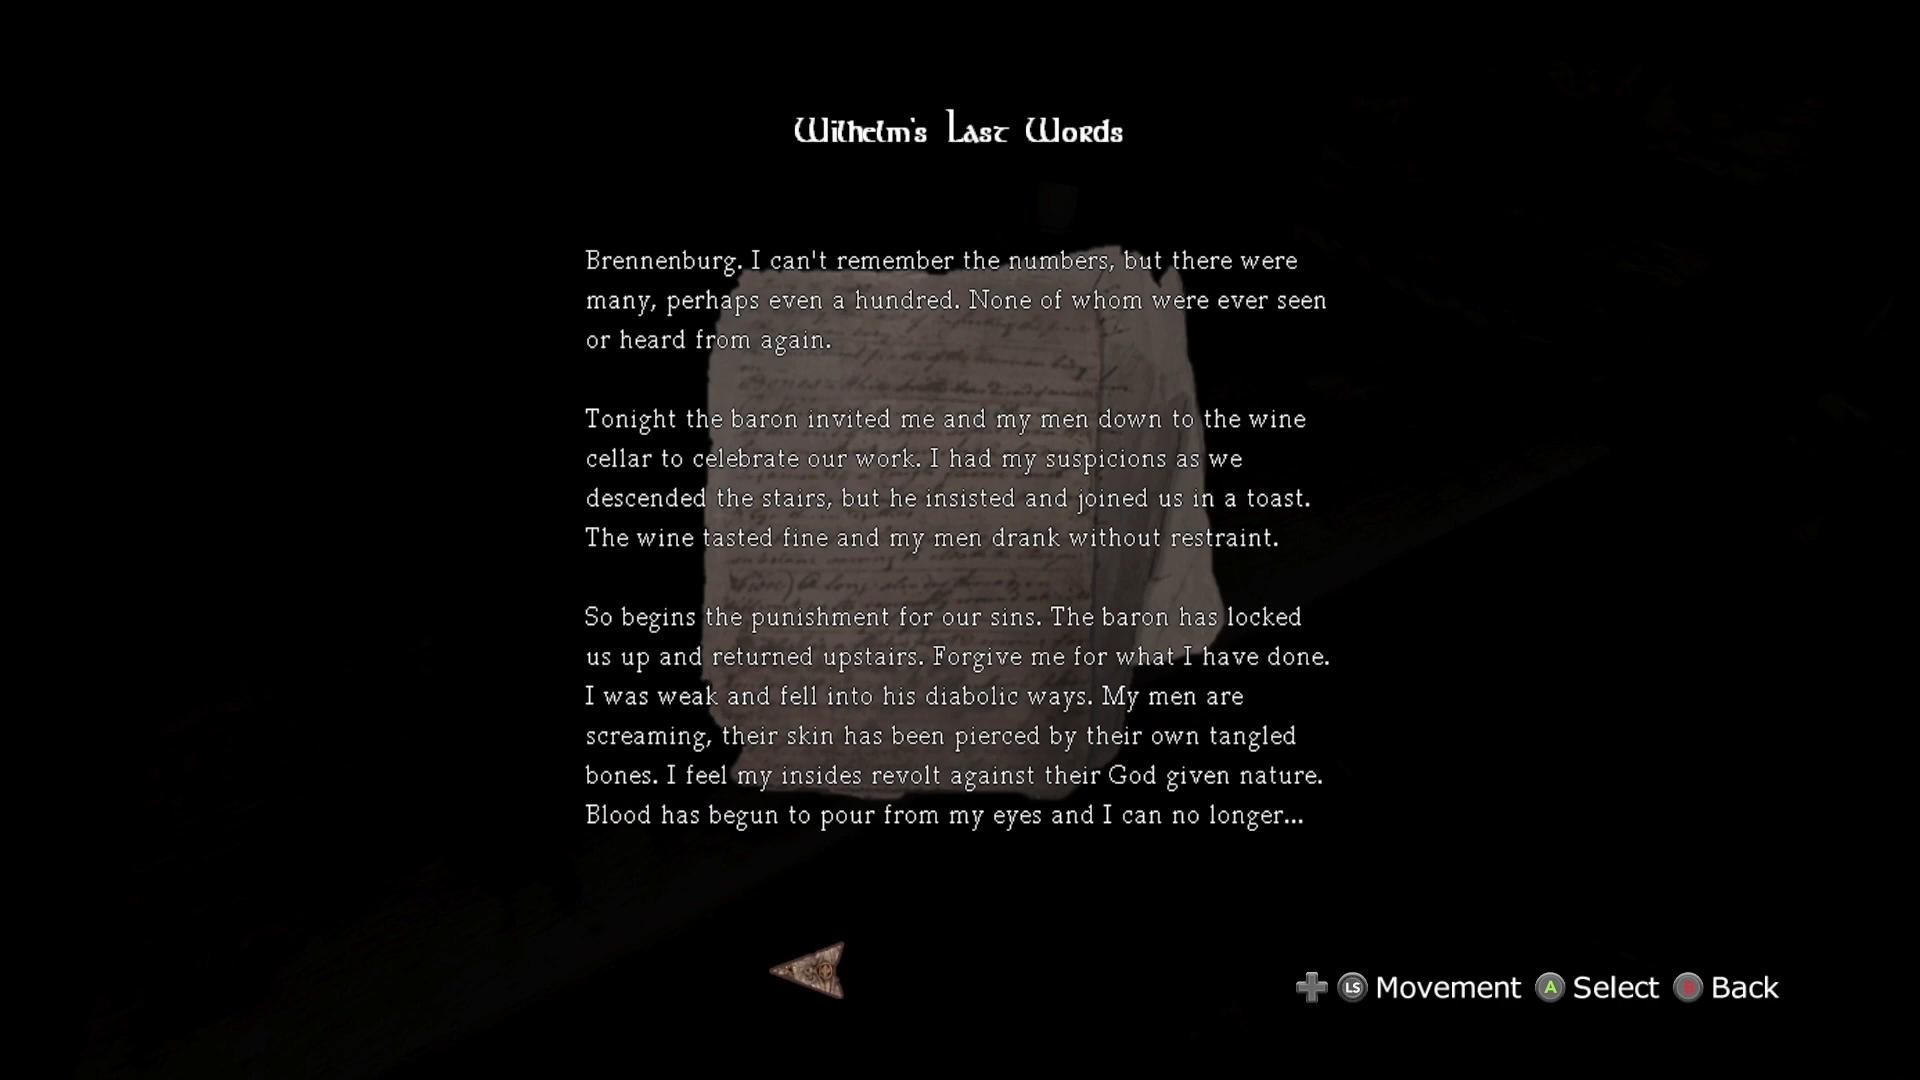 Wilhelm's Last Words
Brennenburg. I can't remember the numbers, but there were
many, perhaps even a hundred. None of whom were ever seen
or heard from again.
Tonight the baron invited me and my men down to the wine
cellar to celebrate our work. I had my suspicions as we
descended the stairs, but he insisted and joined us in a toast.
The wine tasted fine and my men drank without restraint.
So begins the punishment for our sins. The baron has locked
us up and returned upstairs. Forgive me for what I have done.
I was weak and fell into his diabolic ways. My men are
screaming, their skin has been pierced by their own tangled
bones. I feel my insides revolt against their God given nature.
Blood has begun to pour from my eyes and I can no longer...
LS Movement A Select B Back